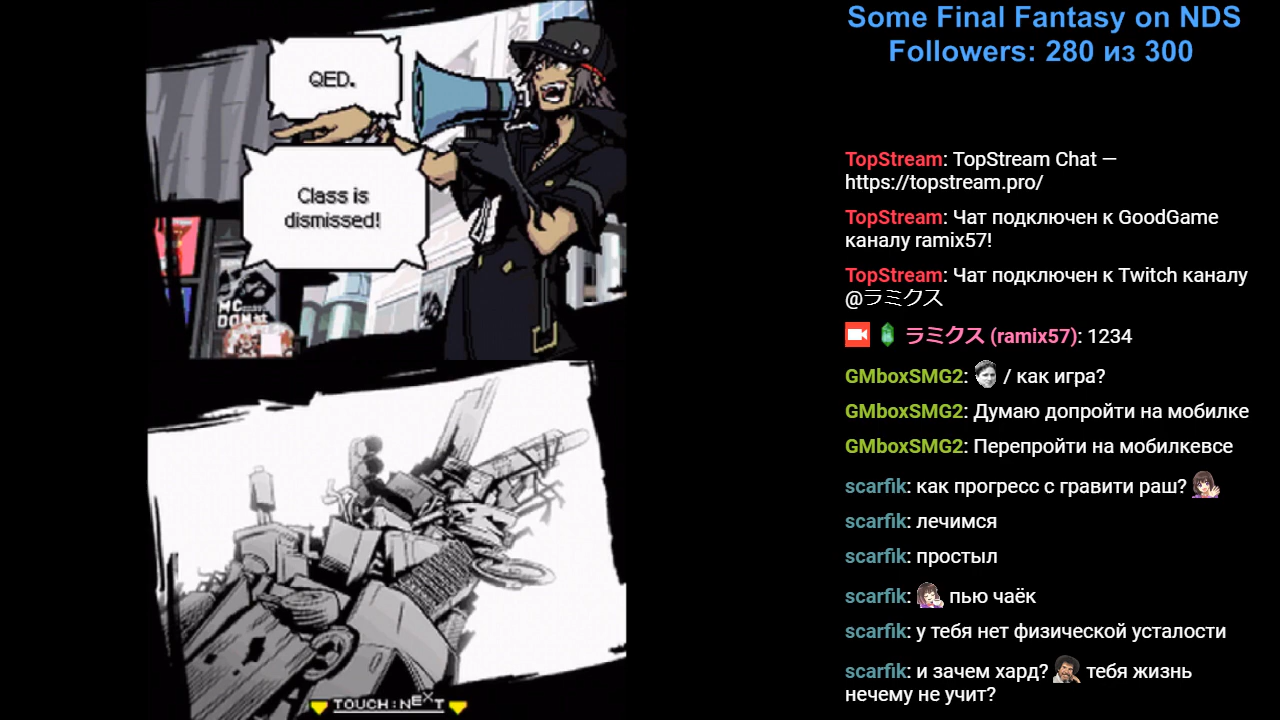 QED.
Class is
dismissed!
TOUCH:NEXT
Some Final Fantasy on NDS
Followers: 280 из 300
TopStream: TopStream Chat —
https://topstream.pro/
TopStream: Чат подключен к GoodGame
каналу ramix57!
TopStream: Чат подключен к Twitch каналу
@ラミクス
ラミクス (ramix57): 1234
GMboxSMG2: / как игра?
GMboxSMG2: Думаю допройти на мобилке
GMboxSMG2: Перепройти на мобилкевсе
scarfik: как прогресс с гравити раш?
scarfik: лечимся
scarfik: простыл
scarfik: пью чаёк
scarfik: у тебя нет физической усталости
scarfik: и зачем хард? тебя жизнь
нечему не учит?